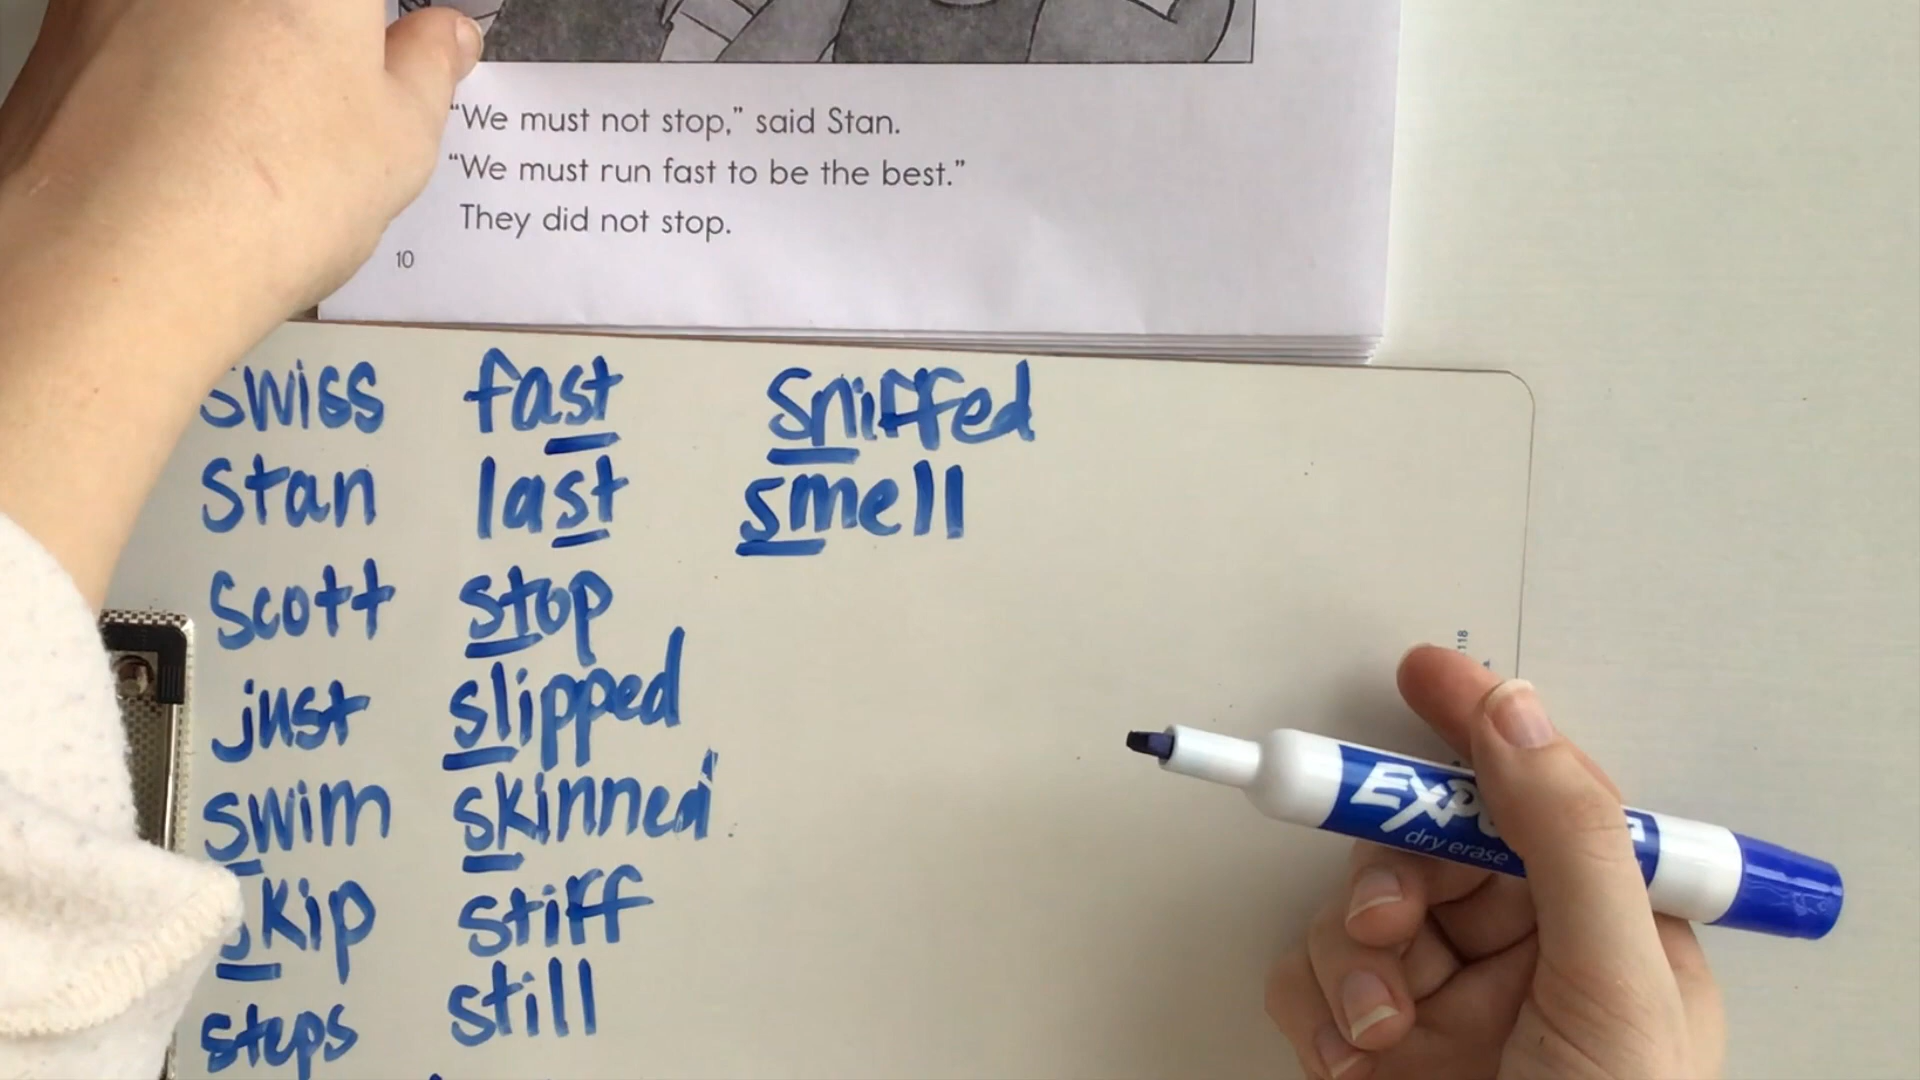 “We must not stop,” said Stan.
“We must run fast to be the best.”
They did not stop.
10
swiss
Stan
Scott
just
swim
skip
steps
fast
last
stop
slipped
skinned
stiff
still
sniffed
smell
118
dry erase